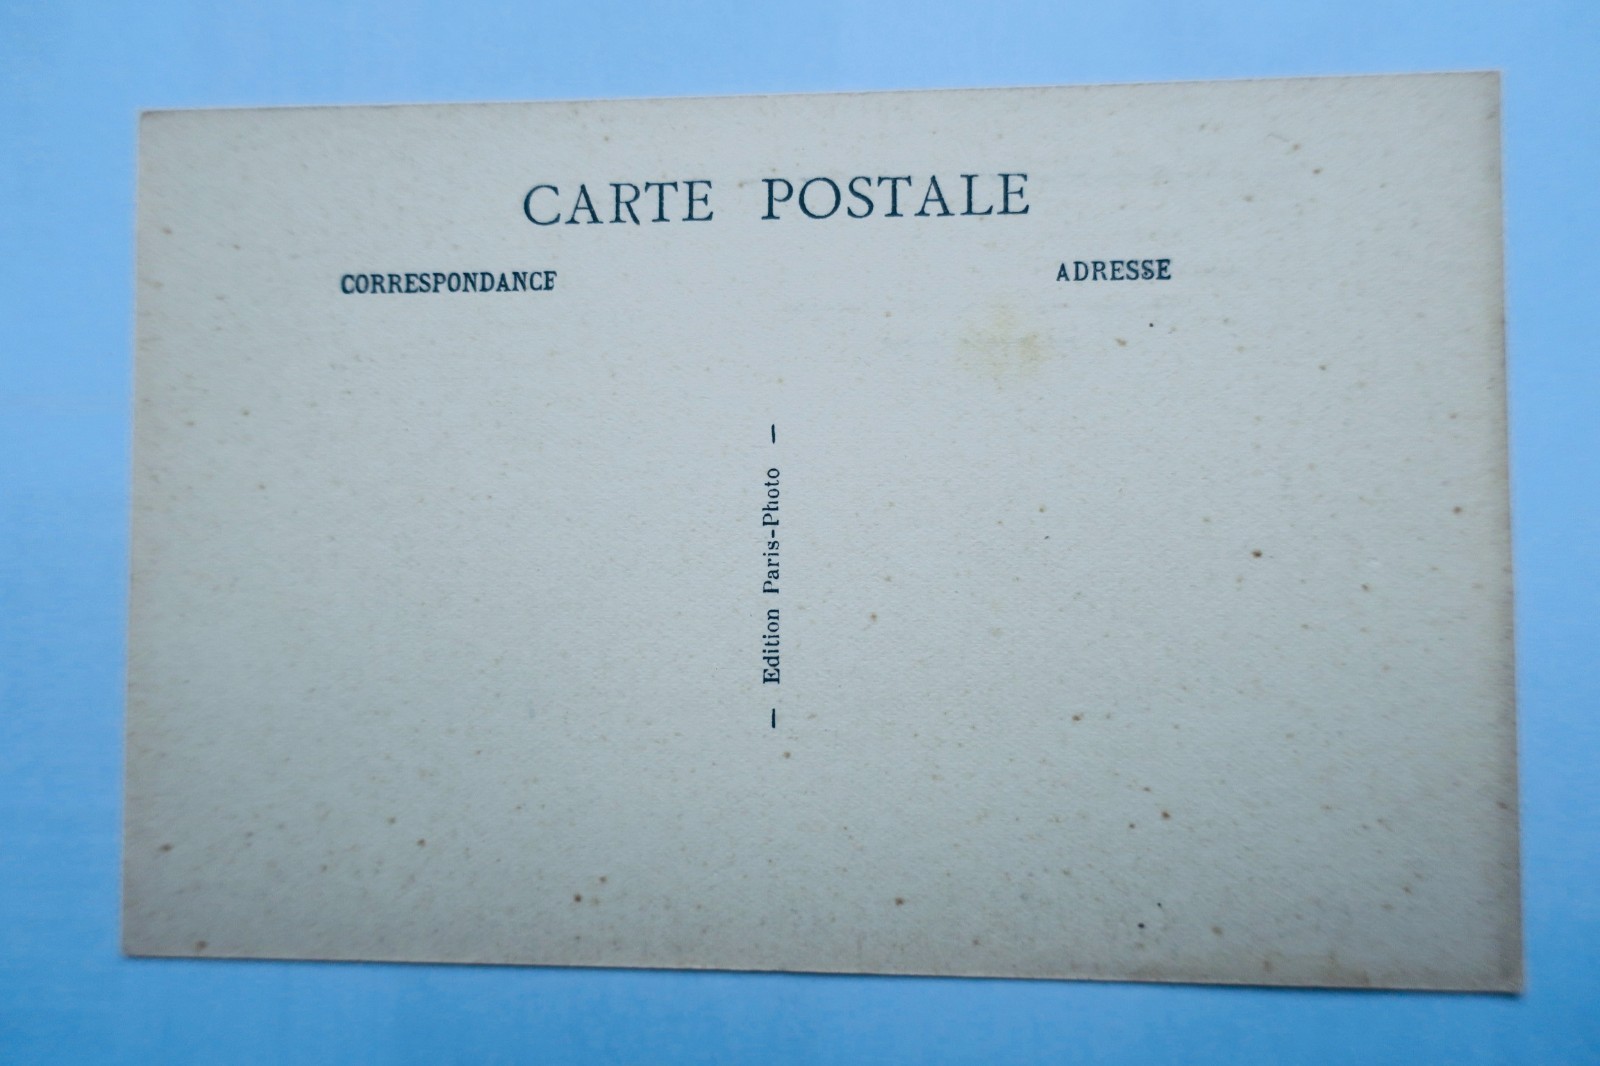 CARTE POSTALE
CORRESPONDANCE
ADRESSE
— Edition Paris-Photo —